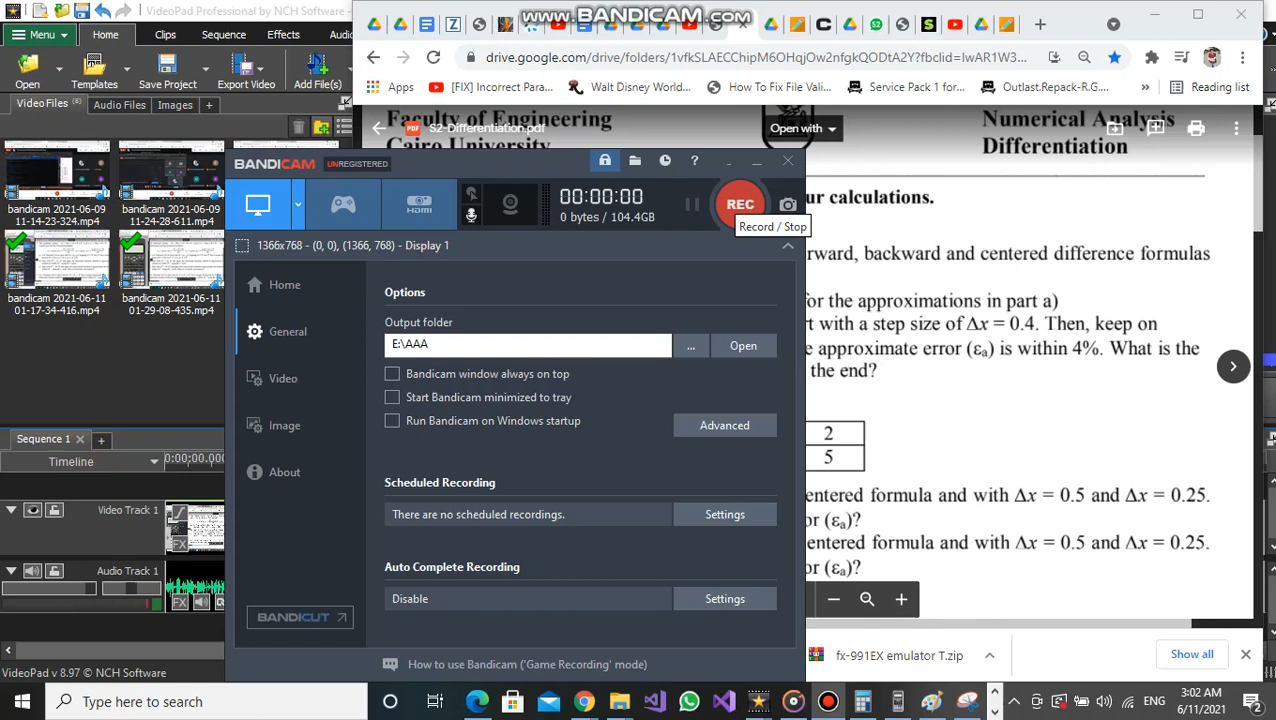 VideoPad Professional by NCH Software
www.BANDICAM.com
Menu
Home
Clips
Sequence
Effects
Open
Templates
Save Project
Export Video
Add File(s)
Video Files (8)
Audio Files
Images
bandicam 2021-06-09 11-14-23-324.mp4
bandicam 2021-06-09 11-24-28-611.mp4
bandicam 2021-06-11 01-17-34-416.mp4
bandicam 2021-06-11 01-29-08-435.mp4
Sequence 1
Timeline
0:00:00.000
Video Track 1
Audio Track 1
FX
VideoPad v 8.97 © NCH Software
drive.google.com/drive/folders/1vfkSLAECChipM6OHqjOw2nfgkQODtA2Y?fbclid=IwAR1W3...
Apps
[FIX] Incorrect Para...
Walt Disney World...
How To Fix File Vali...
Service Pack 1 for...
Outlast.Repack-R.G...
»
Reading list
Faculty of Engineering
Cairo University
PDF
S2-Differentiation.pdf
Open with
Numerical Analysis
Differentiation
ur calculations.
rward, backward and centered difference formulas
for the approximations in part a)
rt with a step size of Δx = 0.4. Then, keep on
e approximate error (εa) is within 4%. What is the
the end?
2
5
entered formula and with Δx = 0.5 and Δx = 0.25.
or (εa)?
entered formula and with Δx = 0.5 and Δx = 0.25.
or (εa)?
BANDICAM
UNREGISTERED
HDMI
00:00:00
0 bytes / 104.4GB
REC
Record / Stop
1366x768 - (0, 0), (1366, 768) - Display 1
Home
General
Video
Image
About
BANDICUT
Options
Output folder
E:\AAA
...
Open
Bandicam window always on top
Start Bandicam minimized to tray
Run Bandicam on Windows startup
Advanced
Scheduled Recording
There are no scheduled recordings.
Settings
Auto Complete Recording
Disable
Settings
How to use Bandicam ('Game Recording' mode)
fx-991EX emulator T.zip
Show all
Type here to search
ENG
3:02 AM
6/11/2021
2